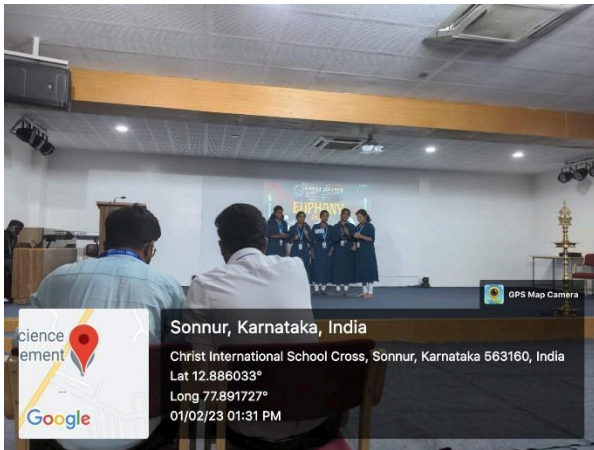 EUPHONY
GPS Map Camera
cience
ement
Google
Sonnur, Karnataka, India
Christ International School Cross, Sonnur, Karnataka 563160, India
Lat 12.886033°
Long 77.891727°
01/02/23 01:31 PM